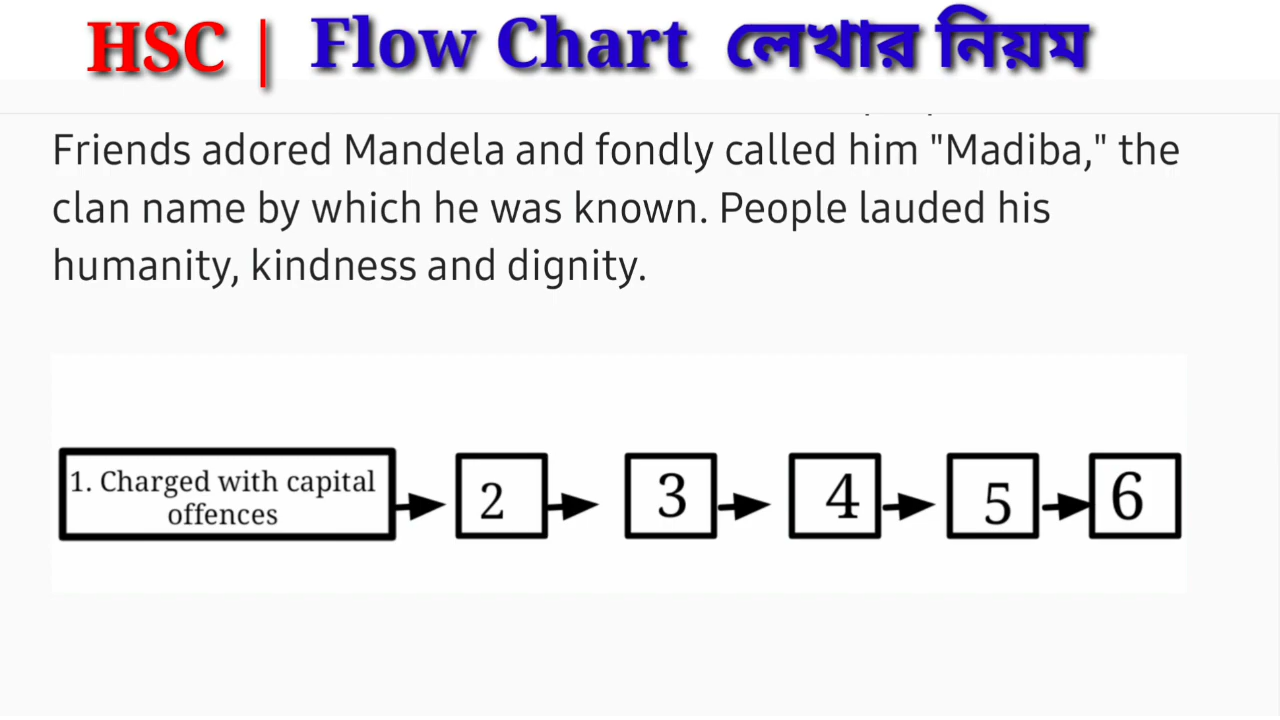 HSC | Flow Chart লেখার নিয়ম
Friends adored Mandela and fondly called him "Madiba," the
clan name by which he was known. People lauded his
humanity, kindness and dignity.
1. Charged with capital
offences
2
3
4
5
6